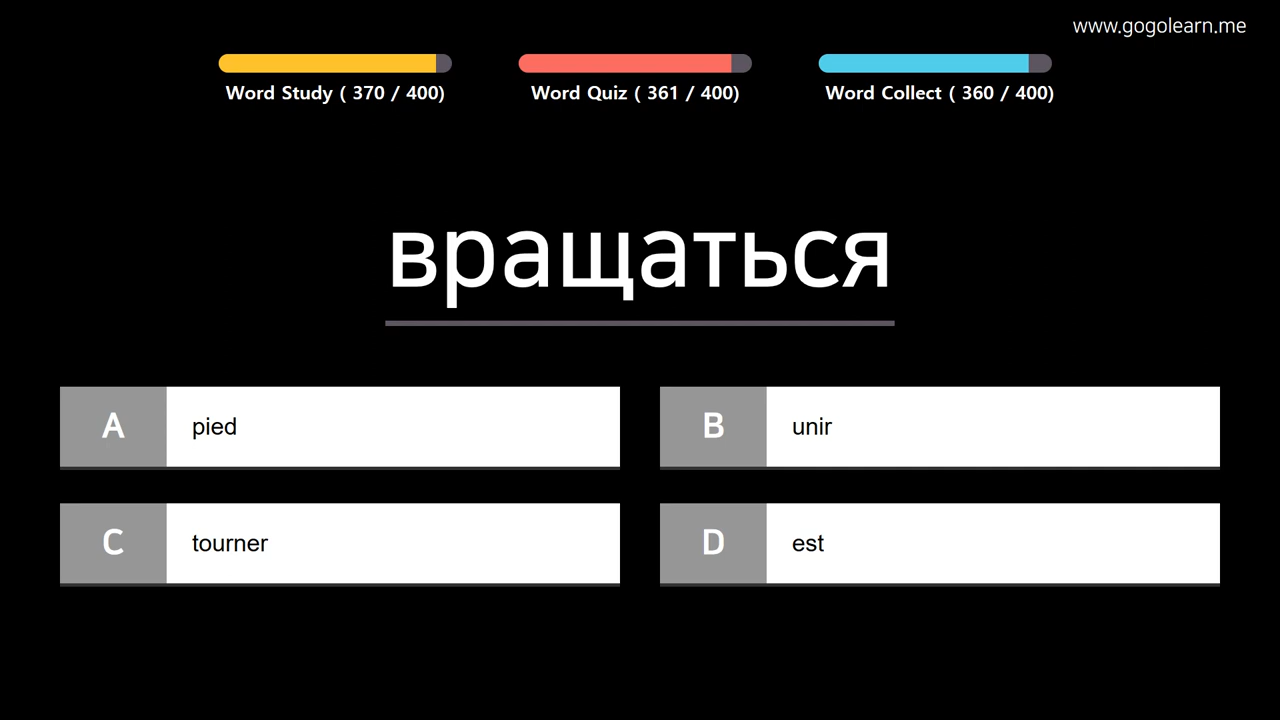 www.gogolearn.me
Word Study ( 370 / 400)
Word Quiz ( 361 / 400)
Word Collect ( 360 / 400)
вращаться
A pied
B unir
C tourner
D est